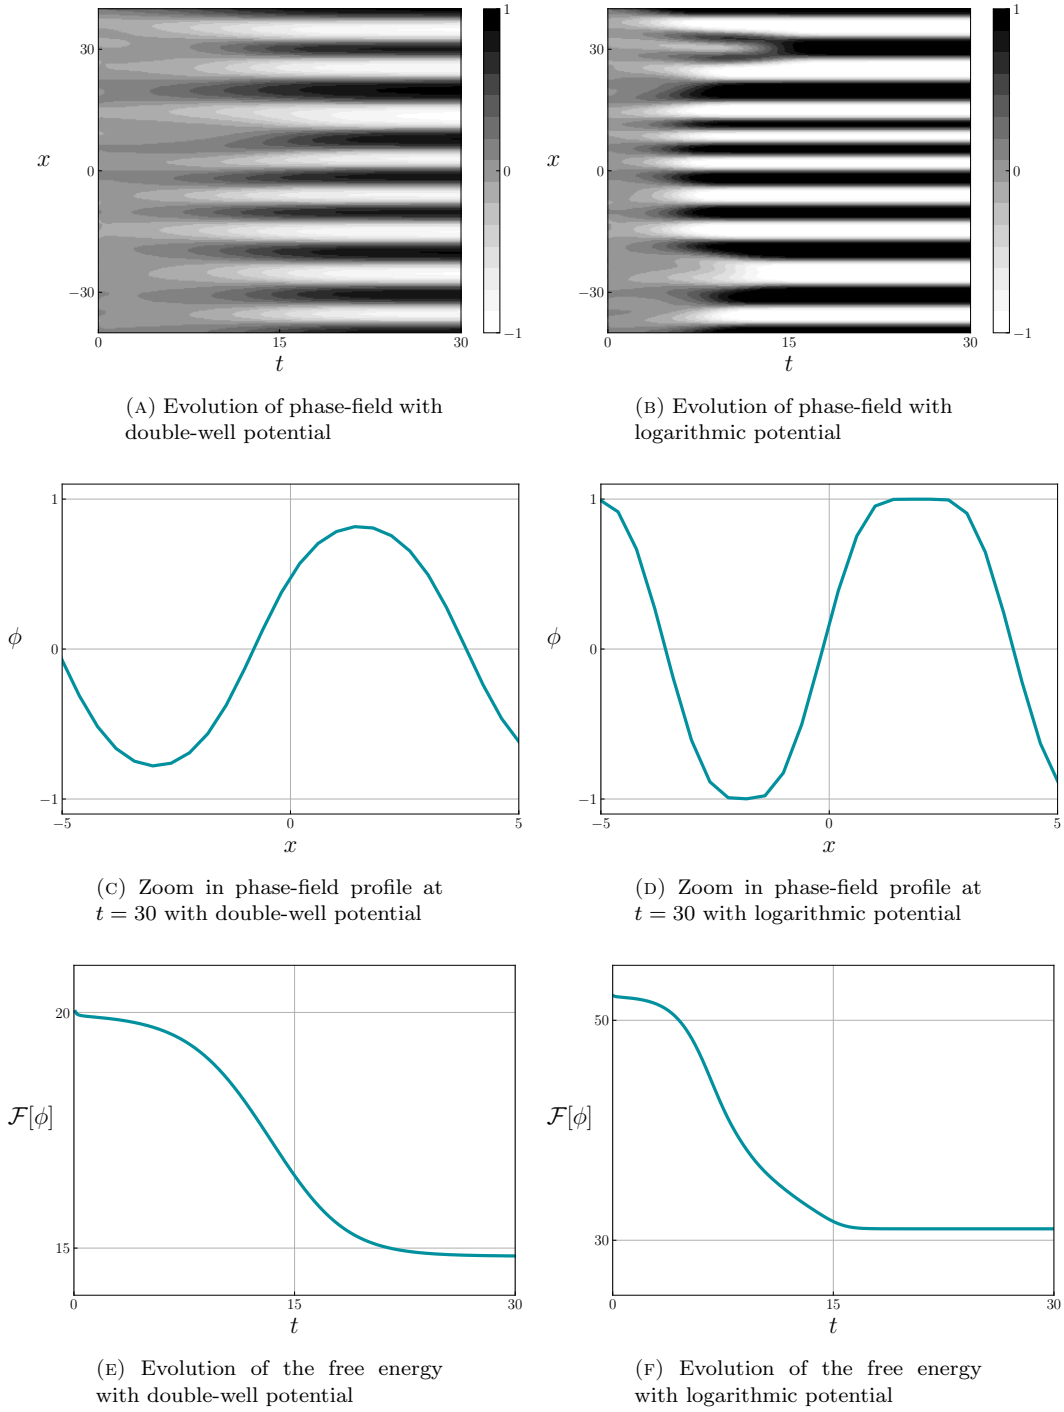 30
x
0
−30
0
15
30
t
1
0
−1
30
x
0
−30
0
15
30
t
1
0
−1
(A) Evolution of phase-field with
double-well potential
(B) Evolution of phase-field with
logarithmic potential
1
ϕ
0
−1
−5
0
5
x
1
ϕ
0
−1
−5
0
5
x
(C) Zoom in phase-field profile at
t = 30 with double-well potential
(D) Zoom in phase-field profile at
t = 30 with logarithmic potential
20
F[ϕ]
15
0
15
30
t
50
F[ϕ]
30
0
15
30
t
(E) Evolution of the free energy
with double-well potential
(F) Evolution of the free energy
with logarithmic potential